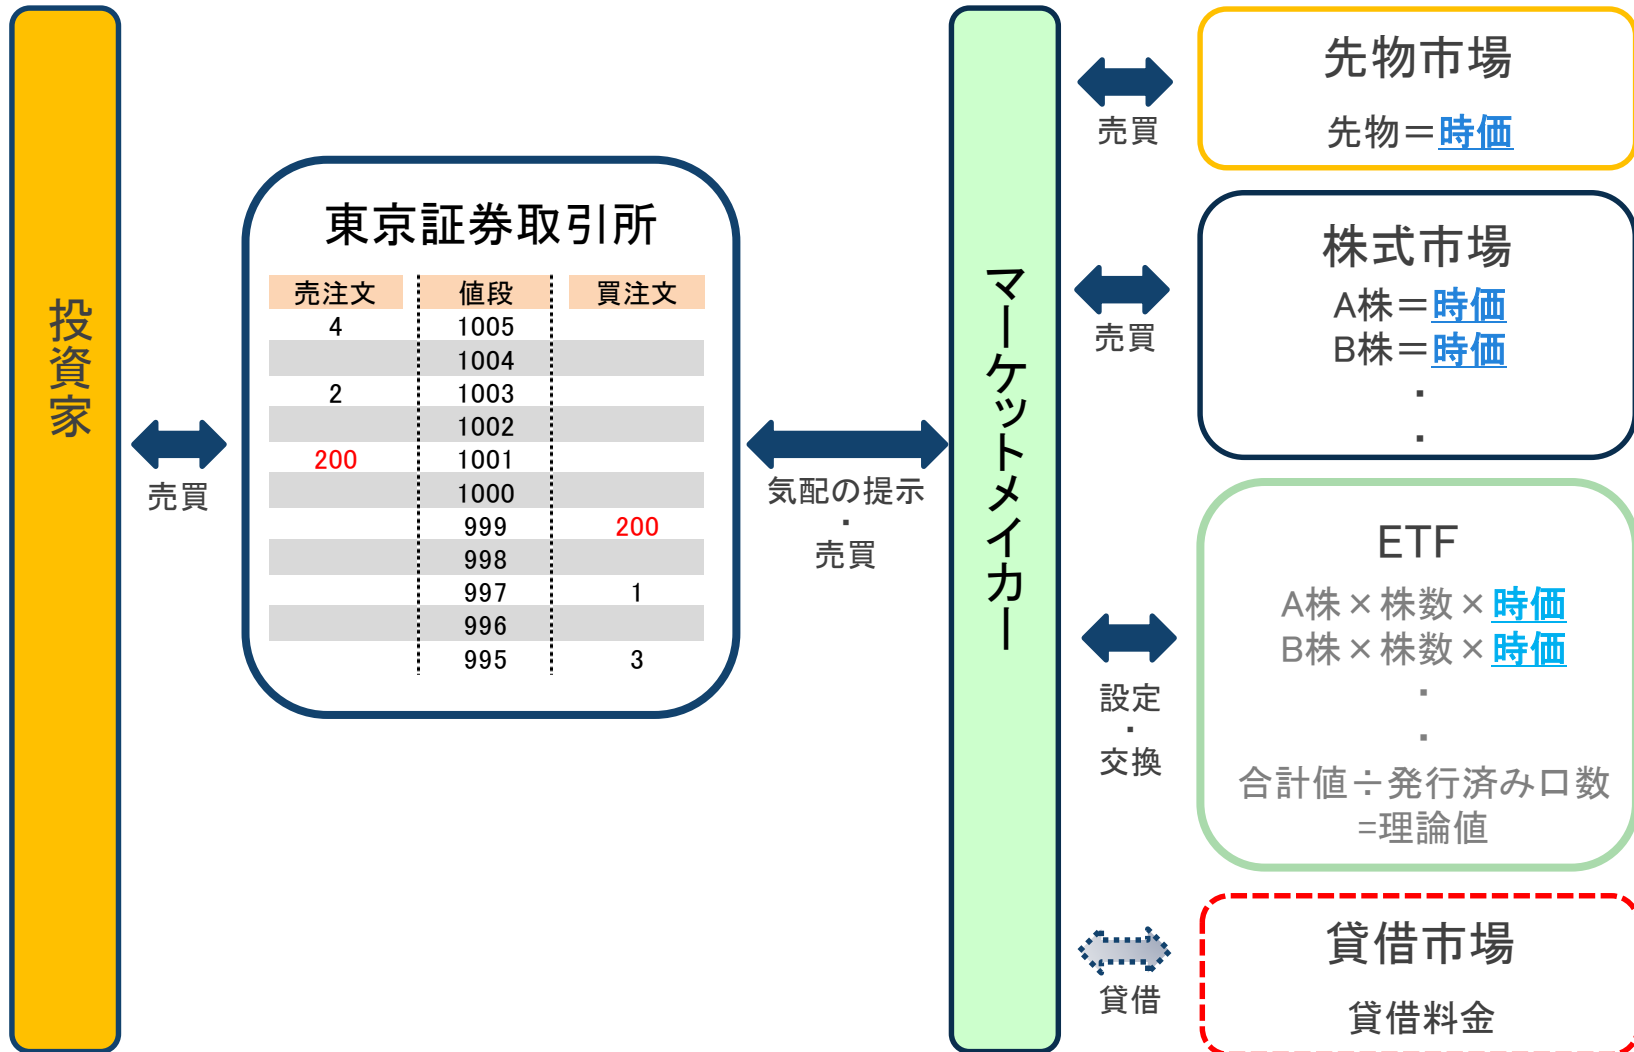 投資家
売買
東京証券取引所
売注文 値段 買注文
4 1005
1004
2 1003
1002
200 1001
1000
999 200
998
997 1
996
995 3
気配の提示
・
売買
マーケットメイカー
売買
先物市場
先物＝時価
売買
株式市場
A株＝時価
B株＝時価
・
・
設定
・
交換
ETF
A株×株数×時価
B株×株数×時価
・
・
合計値÷発行済み口数
=理論値
貸借
貸借市場
貸借料金